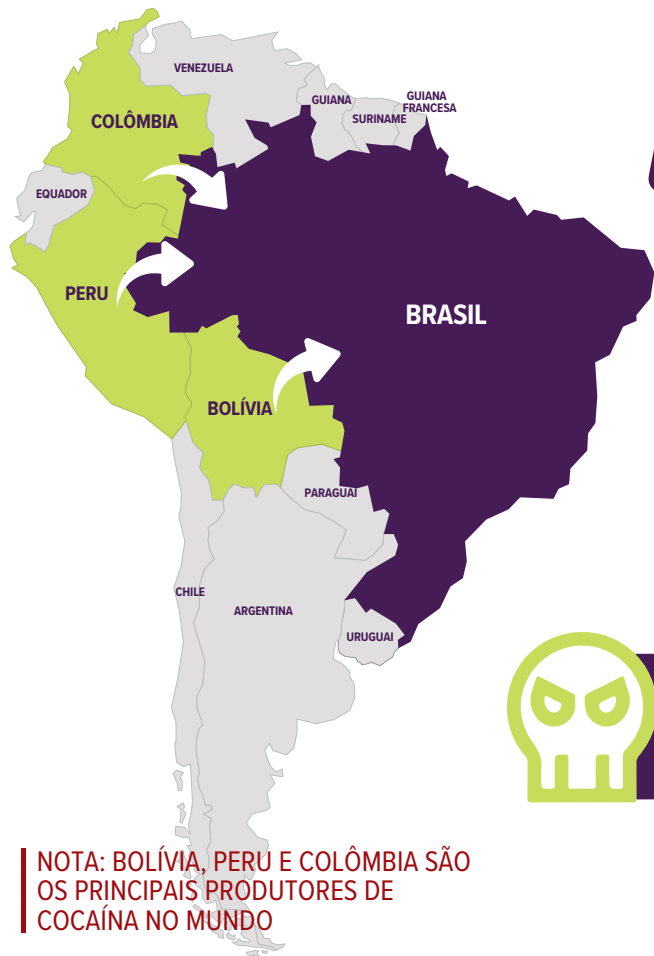 VENEZUELA
GUIANA
GUIANA
FRANCESA
SURINAME
COLÔMBIA
EQUADOR
PERU
BRASIL
BOLÍVIA
PARAGUAI
CHILE
ARGENTINA
URUGUAI
NOTA: BOLÍVIA, PERU E COLÔMBIA SÃO
OS PRINCIPAIS PRODUTORES DE
COCAÍNA NO MUNDO